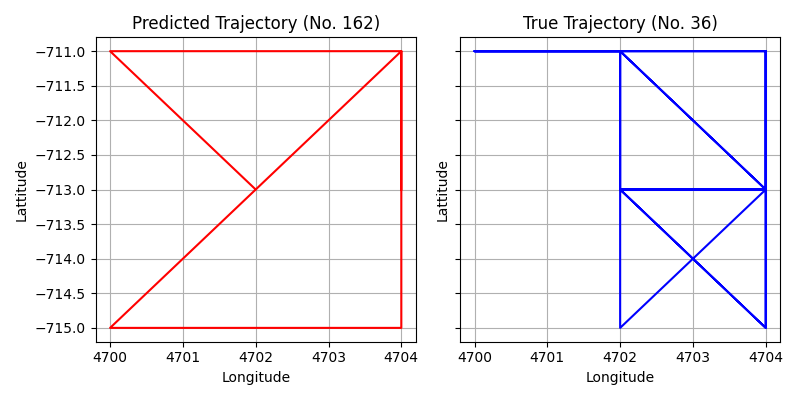 Predicted Trajectory (No. 162)
True Trajectory (No. 36)
−711.0
−711.5
−712.0
−712.5
−713.0
−713.5
−714.0
−714.5
−715.0
Lattitude
Lattitude
4700 4701 4702 4703 4704
4700 4701 4702 4703 4704
Longitude
Longitude